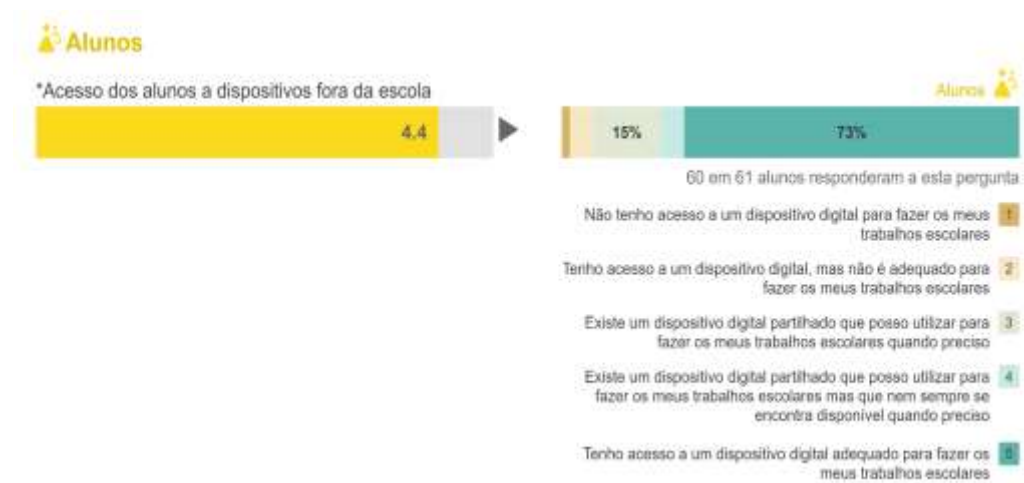 Alunos
*Acesso dos alunos a dispositivos fora da escola
4.4
Alunos
15%
73%
60 em 61 alunos responderam a esta pergunta
Não tenho acesso a um dispositivo digital para fazer os meus 1
trabalhos escolares
Tenho acesso a um dispositivo digital, mas não é adequado para 2
fazer os meus trabalhos escolares
Existe um dispositivo digital partilhado que posso utilizar para 3
fazer os meus trabalhos escolares quando preciso
Existe um dispositivo digital partilhado que posso utilizar para 4
fazer os meus trabalhos escolares mas que nem sempre se
encontra disponível quando preciso
Tenho acesso a um dispositivo digital adequado para fazer os 5
meus trabalhos escolares